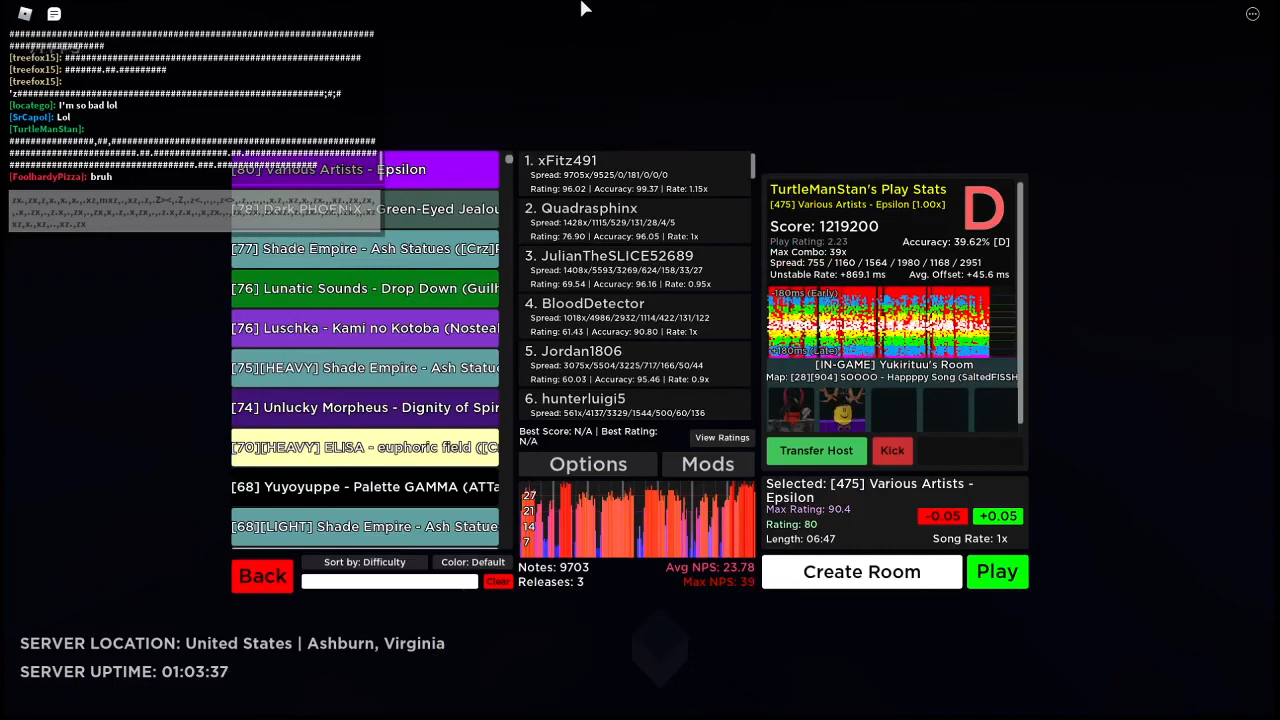 ###################################################################
#################
[treefox15]: ######################################################
[treefox15]: #######.##.#########
[treefox15]:
'z########################################################;#;#
[locatego]: I'm so bad lol
[SrCapol]: Lol
[TurtleManStan]:
[FoolhardyPizza]: bruh
[80] Various Artists - Epsilon
[78] Dark PHOENiX - Green-Eyed Jealou
[77] Shade Empire - Ash Statues ([Crz]F
[76] Lunatic Sounds - Drop Down (Guilh
[76] Luschka - Kami no Kotoba (Nosteal
[75][HEAVY] Shade Empire - Ash Statue
[74] Unlucky Morpheus - Dignity of Spir
[70][HEAVY] ELISA - euphoric field ([C
[68] Yuyoyuppe - Palette GAMMA (ATTa
[68][LIGHT] Shade Empire - Ash Statue
Back
Sort by: Difficulty
Color: Default
Clear
1. xFitz491
Spread: 9705x/9525/0/181/0/0/0
Rating: 96.02 | Accuracy: 99.37 | Rate: 1.15x
2. Quadrasphinx
Spread: 1428x/1115/529/131/28/4/5
Rating: 76.90 | Accuracy: 96.05 | Rate: 1x
3. JulianTheSLICE52689
Spread: 1408x/5593/3269/624/158/33/27
Rating: 69.54 | Accuracy: 96.16 | Rate: 0.95x
4. BloodDetector
Spread: 1018x/4986/2932/1114/422/131/122
Rating: 61.43 | Accuracy: 90.80 | Rate: 1x
5. Jordan1806
Spread: 3075x/5504/3225/717/166/50/44
Rating: 60.03 | Accuracy: 95.46 | Rate: 0.9x
6. hunterluigi5
Spread: 561x/4137/3329/1544/500/60/136
Best Score: N/A | Best Rating:
N/A
View Ratings
Options
Mods
27
21
14
7
Notes: 9703
Releases: 3
Avg NPS: 23.78
Max NPS: 39
TurtleManStan's Play Stats
[475] Various Artists - Epsilon [1.00x]
D
Score: 1219200
Play Rating: 2.23
Accuracy: 39.62% [D]
Max Combo: 39x
Spread: 755 / 1160 / 1564 / 1980 / 1168 / 2951
Unstable Rate: +869.1 ms
Avg. Offset: +45.6 ms
-180ms (Early)
+180ms (Late)
[IN-GAME] Yukirituu's Room
Map: [28][904] SOOOO - Happppy Song (SaltedFISSH
Transfer Host
Kick
Selected: [475] Various Artists -
Epsilon
Max Rating: 90.4
Rating: 80
Length: 06:47
-0.05
+0.05
Song Rate: 1x
Create Room
Play
SERVER LOCATION: United States | Ashburn, Virginia
SERVER UPTIME: 01:03:37